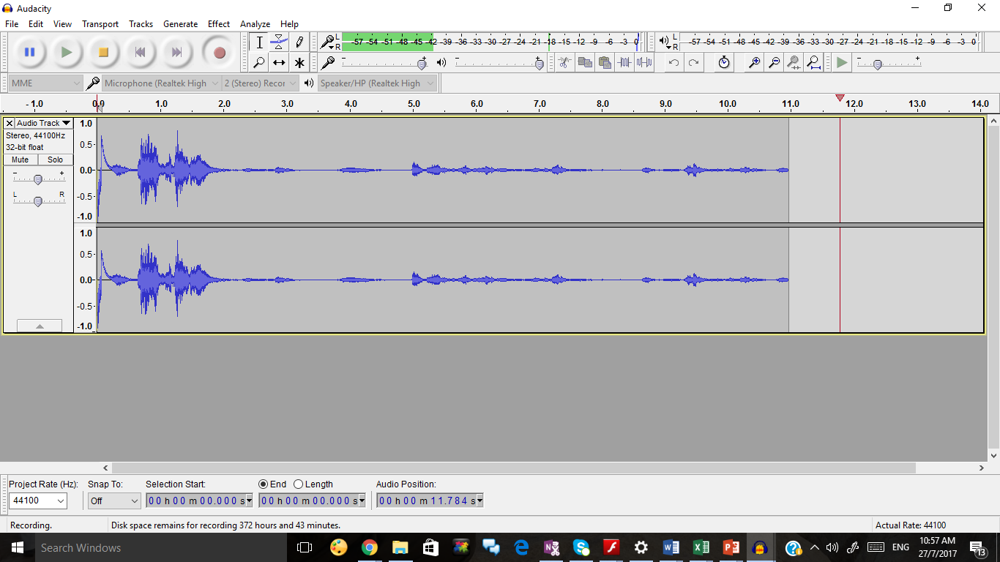 Audacity
File Edit View Transport Tracks Generate Effect Analyze Help
L R -57 -54 -51 -48 -45 -42 -39 -36 -33 -30 -27 -24 -21 -18 -15 -12 -9 -6 -3 0 L R -57 -54 -51 -48 -45 -42 -39 -36 -33 -30 -27 -24 -21 -18 -15 -12 -9 -6 -3 0
- + - + - +
MME Microphone (Realtek High 2 (Stereo) Recor Speaker/HP (Realtek High
- 1.0 0.0 1.0 2.0 3.0 4.0 5.0 6.0 7.0 8.0 9.0 10.0 11.0 12.0 13.0 14.0
X Audio Track 1.0
Stereo, 44100Hz 0.5
32-bit float
Mute Solo
- + 0.0
L R -0.5
-1.0
1.0
0.5
0.0
-0.5
-1.0
Project Rate (Hz): Snap To: Selection Start: End Length Audio Position:
44100 Off 00 h 00 m 00.000 s 00 h 00 m 00.000 s 00 h 00 m 11.784 s
Recording. Disk space remains for recording 372 hours and 43 minutes. Actual Rate: 44100
Search Windows ENG 10:57 AM
27/7/2017 13